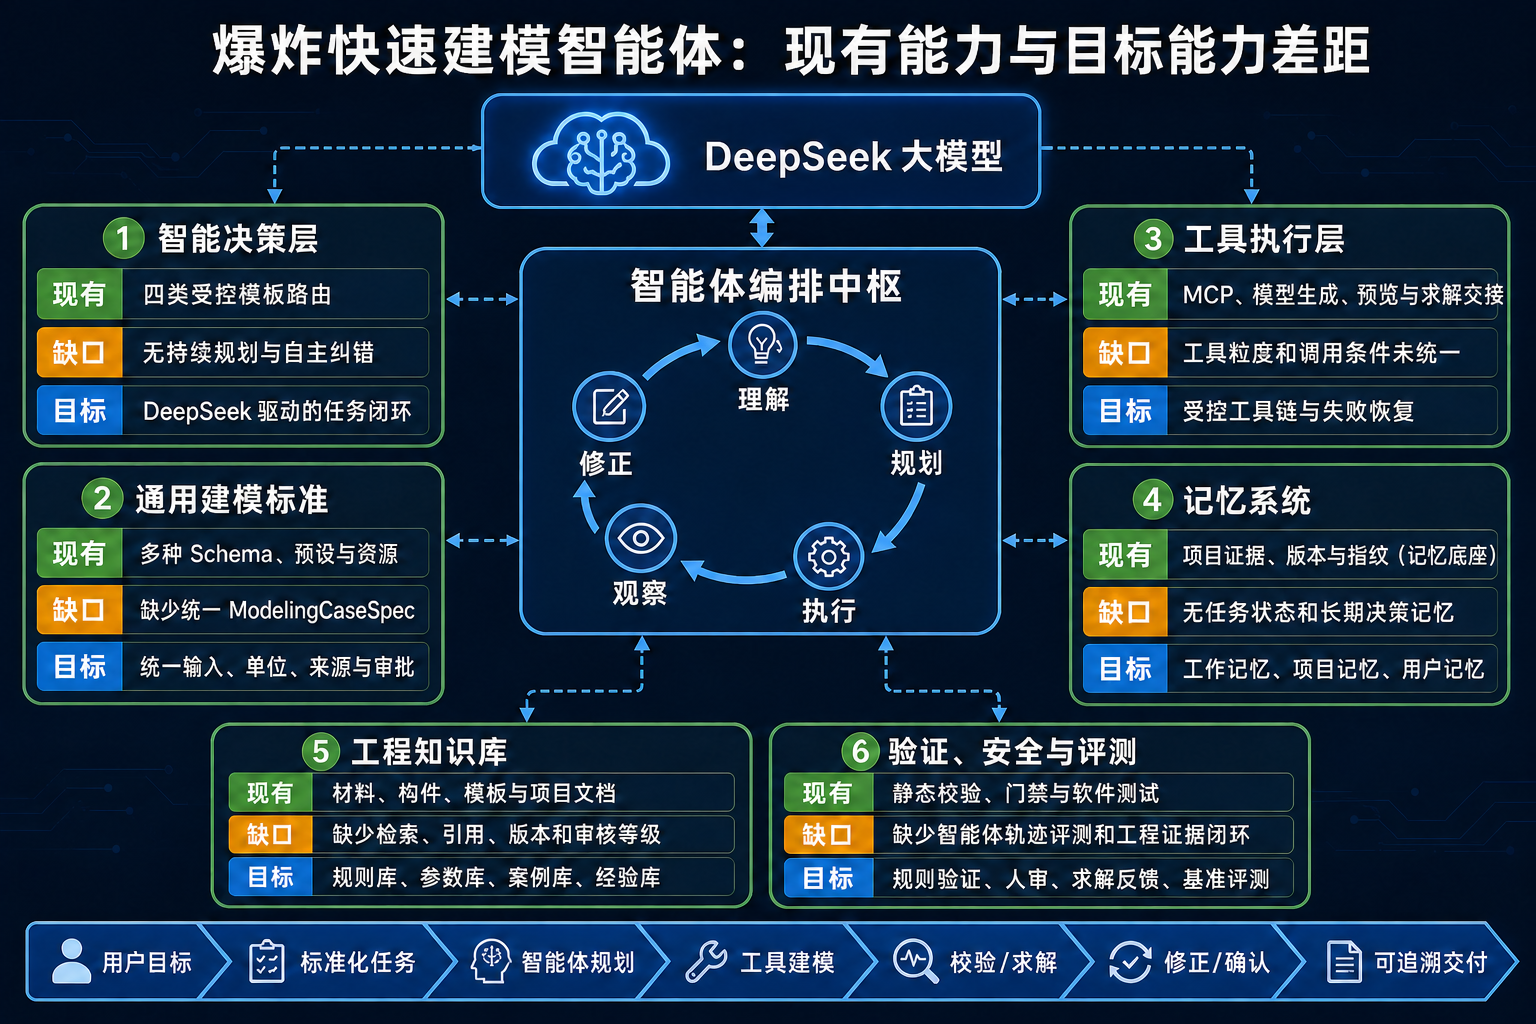 爆炸快速建模智能体：现有能力与目标能力差距
DeepSeek 大模型
1 智能决策层
现有 四类受控模板路由
缺口 无持续规划与自主纠错
目标 DeepSeek 驱动的任务闭环
2 通用建模标准
现有 多种 Schema、预设与资源
缺口 缺少统一 ModelingCaseSpec
目标 统一输入、单位、来源与审批
智能体编排中枢
理解
规划
执行
观察
修正
3 工具执行层
现有 MCP、模型生成、预览与求解交接
缺口 工具粒度和调用条件未统一
目标 受控工具链与失败恢复
4 记忆系统
现有 项目证据、版本与指纹（记忆底座）
缺口 无任务状态和长期决策记忆
目标 工作记忆、项目记忆、用户记忆
5 工程知识库
现有 材料、构件、模板与项目文档
缺口 缺少检索、引用、版本和审核等级
目标 规则库、参数库、案例库、经验库
6 验证、安全与评测
现有 静态校验、门禁与软件测试
缺口 缺少智能体轨迹评测和工程证据闭环
目标 规则验证、人审、求解反馈、基准评测
用户目标
标准化任务
智能体规划
工具建模
校验/求解
修正/确认
可追溯交付